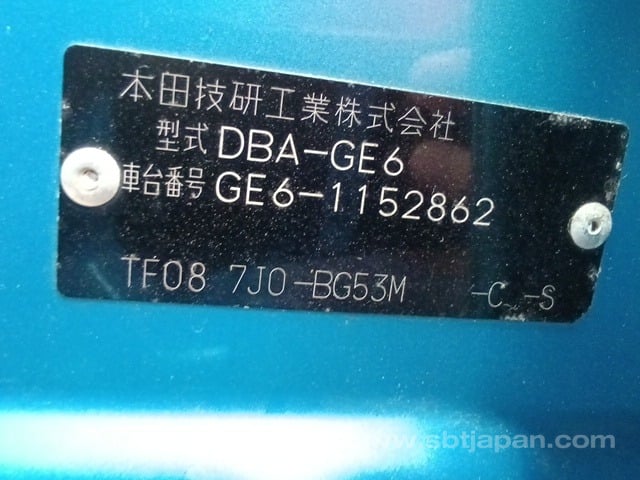 本田技研工業株式会社
型式 DBA-GE6
車台番号 GE6-1152862
TF08 7J0-BG53M -C -S
www.sbtjapan.com